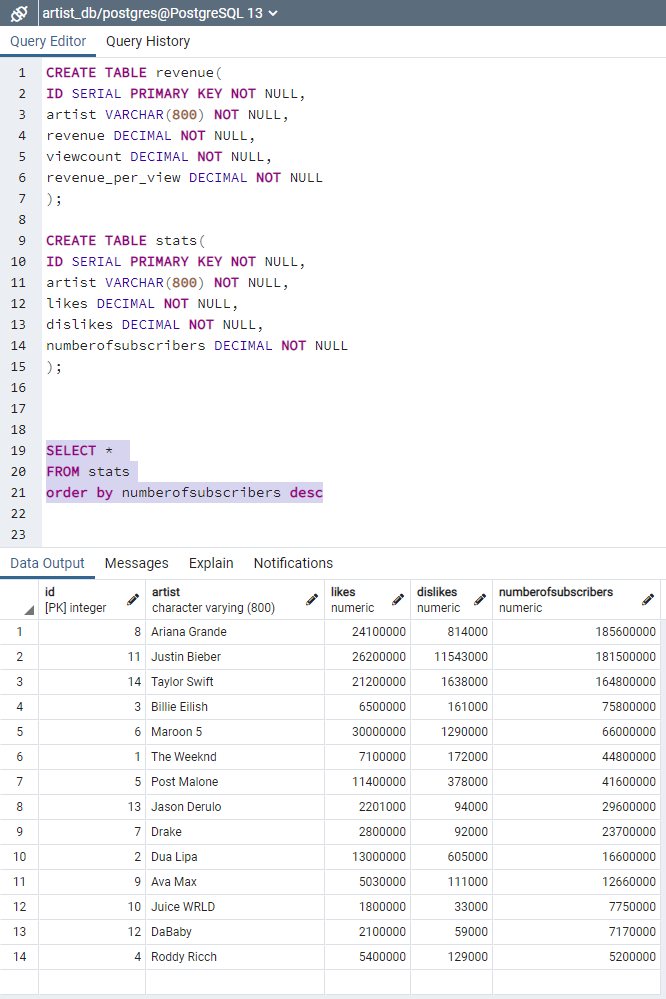 artist_db/postgres@PostgreSQL 13
Query Editor Query History
1 CREATE TABLE revenue(
2 ID SERIAL PRIMARY KEY NOT NULL,
3 artist VARCHAR(800) NOT NULL,
4 revenue DECIMAL NOT NULL,
5 viewcount DECIMAL NOT NULL,
6 revenue_per_view DECIMAL NOT NULL
7 );
8
9 CREATE TABLE stats(
10 ID SERIAL PRIMARY KEY NOT NULL,
11 artist VARCHAR(800) NOT NULL,
12 likes DECIMAL NOT NULL,
13 dislikes DECIMAL NOT NULL,
14 numberofsubscribers DECIMAL NOT NULL
15 );
16
17
18
19 SELECT *
20 FROM stats
21 order by numberofsubscribers desc
22
23
Data Output Messages Explain Notifications
id artist likes dislikes numberofsubscribers
[PK] integer character varying (800) numeric numeric numeric
1 8 Ariana Grande 24100000 814000 185600000
2 11 Justin Bieber 26200000 11543000 181500000
3 14 Taylor Swift 21200000 1638000 164800000
4 3 Billie Eilish 6500000 161000 75800000
5 6 Maroon 5 30000000 1290000 66000000
6 1 The Weeknd 7100000 172000 44800000
7 5 Post Malone 11400000 378000 41600000
8 13 Jason Derulo 2201000 94000 29600000
9 7 Drake 2800000 92000 23700000
10 2 Dua Lipa 13000000 605000 16600000
11 9 Ava Max 5030000 111000 12660000
12 10 Juice WRLD 1800000 33000 7750000
13 12 DaBaby 2100000 59000 7170000
14 4 Roddy Ricch 5400000 129000 5200000